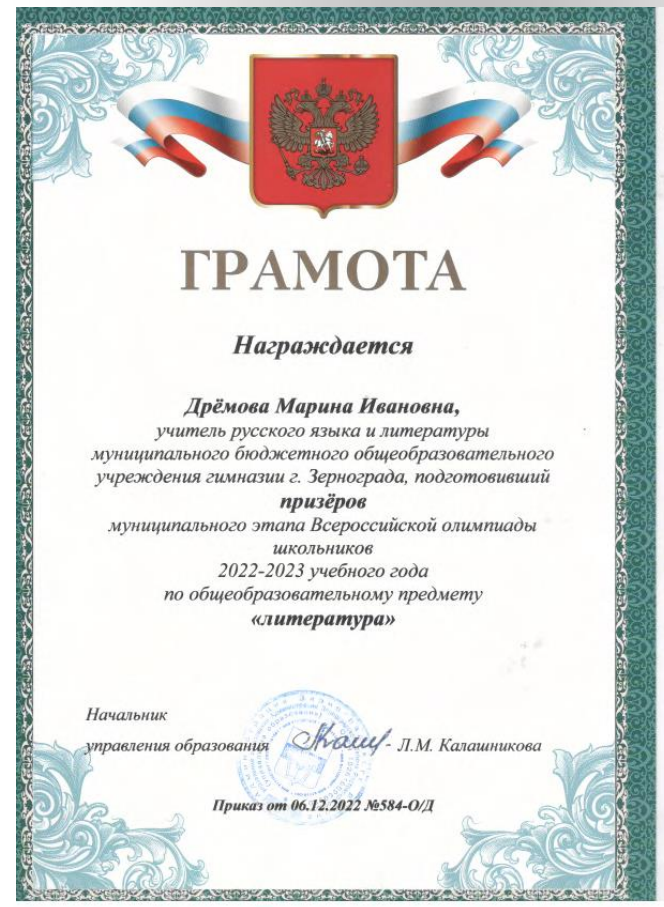 ГРАМОТА
Награждается
Дрёмова Марина Ивановна,
учитель русского языка и литературы
муниципального бюджетного общеобразовательного
учреждения гимназии г. Зернограда, подготовивший
призёров
муниципального этапа Всероссийской олимпиады
школьников
2022-2023 учебного года
по общеобразовательному предмету
«литература»
Начальник
управления образования - Л.М. Калашникова
Приказ от 06.12.2022 №584-О/Д